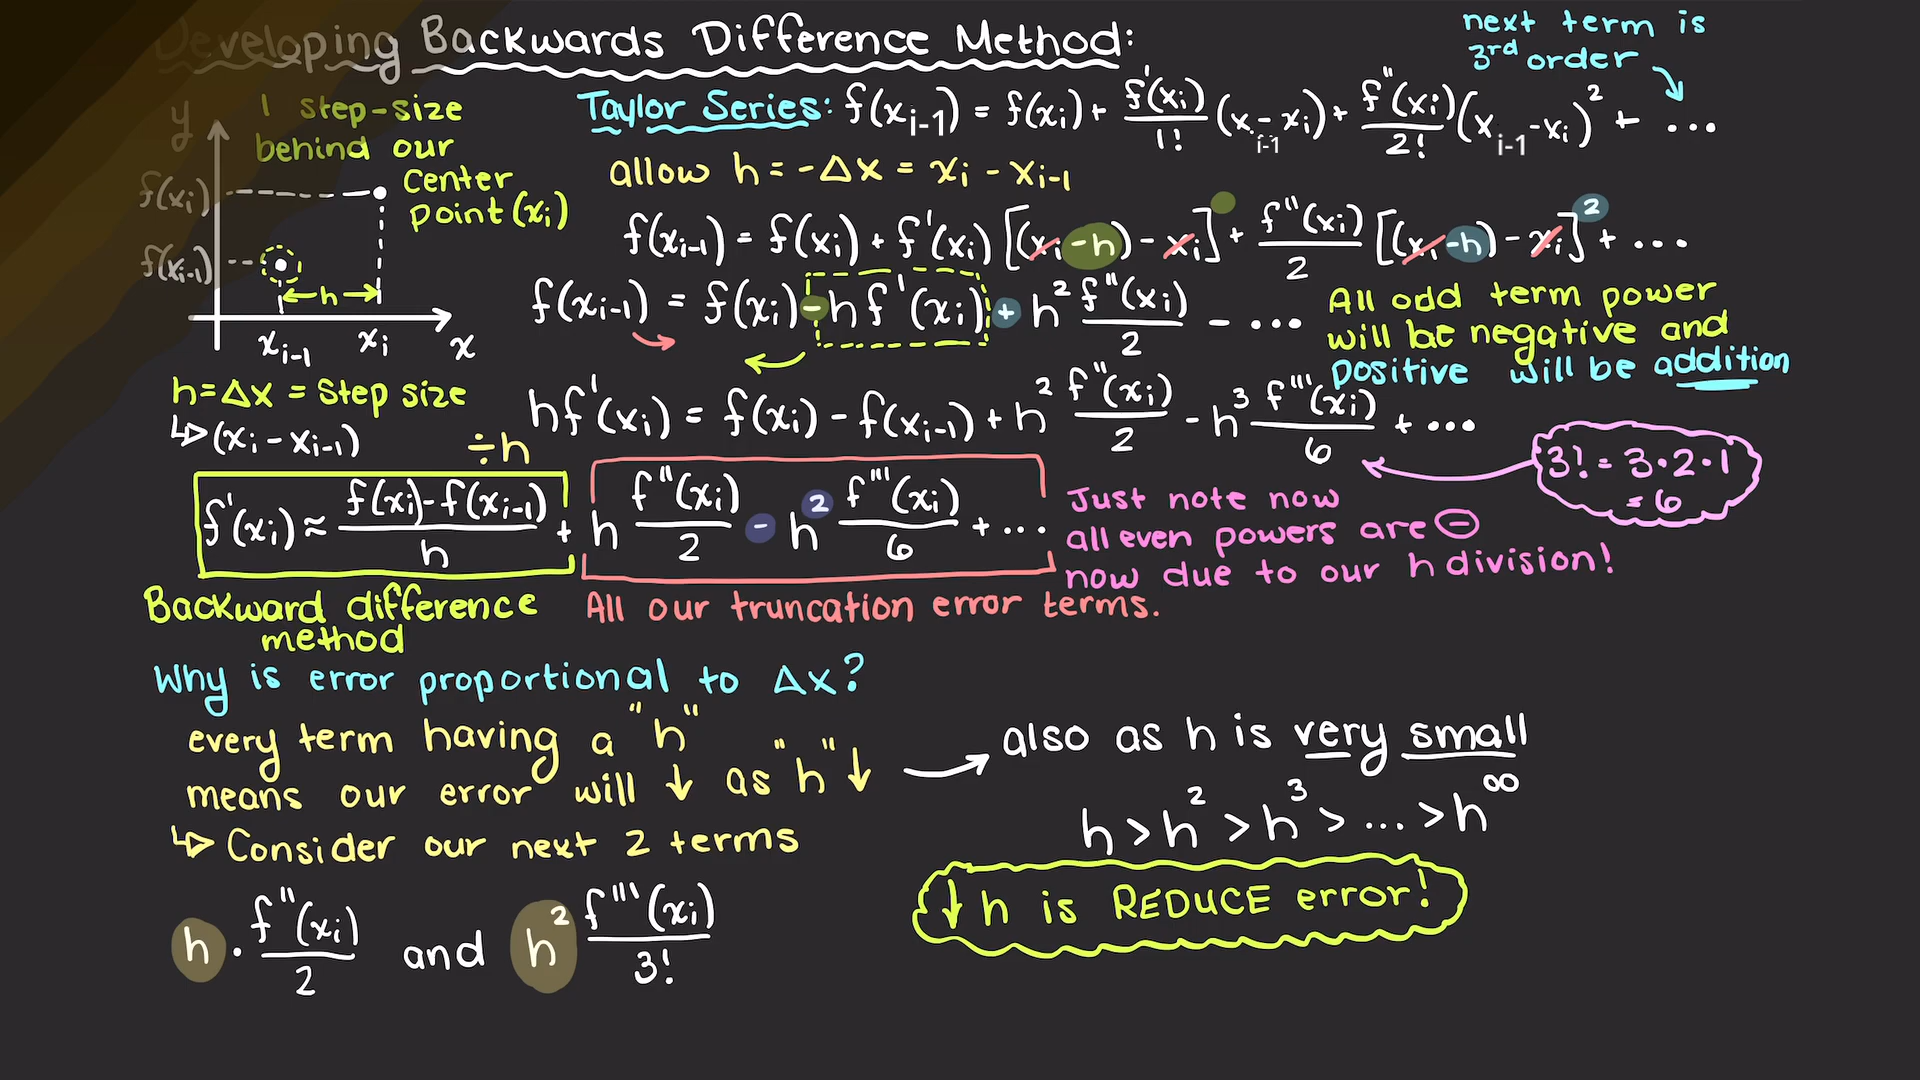 Developing Backwards Difference Method:
next term is
3rd order
y
1 step-size
behind our
center
point (xᵢ)
f(xᵢ)
f(xᵢ₋₁)
h
xᵢ₋₁ xᵢ x
h = Δx = Step size
↳ (xᵢ - xᵢ₋₁)
Taylor Series: f(xᵢ₋₁) = f(xᵢ) + f'(xᵢ)/1! (xᵢ₋₁ - xᵢ) + f''(xᵢ)/2! (xᵢ₋₁ - xᵢ)² + ...
allow h = -Δx = xᵢ - xᵢ₋₁
f(xᵢ₋₁) = f(xᵢ) + f'(xᵢ) [(xᵢ - h) - xᵢ] + f''(xᵢ)/2 [(xᵢ - h) - xᵢ]² + ...
f(xᵢ₋₁) = f(xᵢ) - h f'(xᵢ) + h² f''(xᵢ)/2 - ...
All odd term power
will be negative and
positive will be addition
h f'(xᵢ) = f(xᵢ) - f(xᵢ₋₁) + h² f''(xᵢ)/2 - h³ f'''(xᵢ)/6 + ...
3! = 3·2·1
= 6
÷h
f'(xᵢ) ≈ f(xᵢ) - f(xᵢ₋₁)/h + h f''(xᵢ)/2 - h² f'''(xᵢ)/6 + ...
Just note now
all even powers are ⊖
now due to our h division!
Backward difference
method
All our truncation error terms.
Why is error proportional to Δx?
every term having a "h"
means our error will ↓ as "h" ↓
↳ Consider our next 2 terms
h · f''(xᵢ)/2 and h² f'''(xᵢ)/3!
also as h is very small
h > h² > h³ > ... > h^∞
↓ h is REDUCE error!